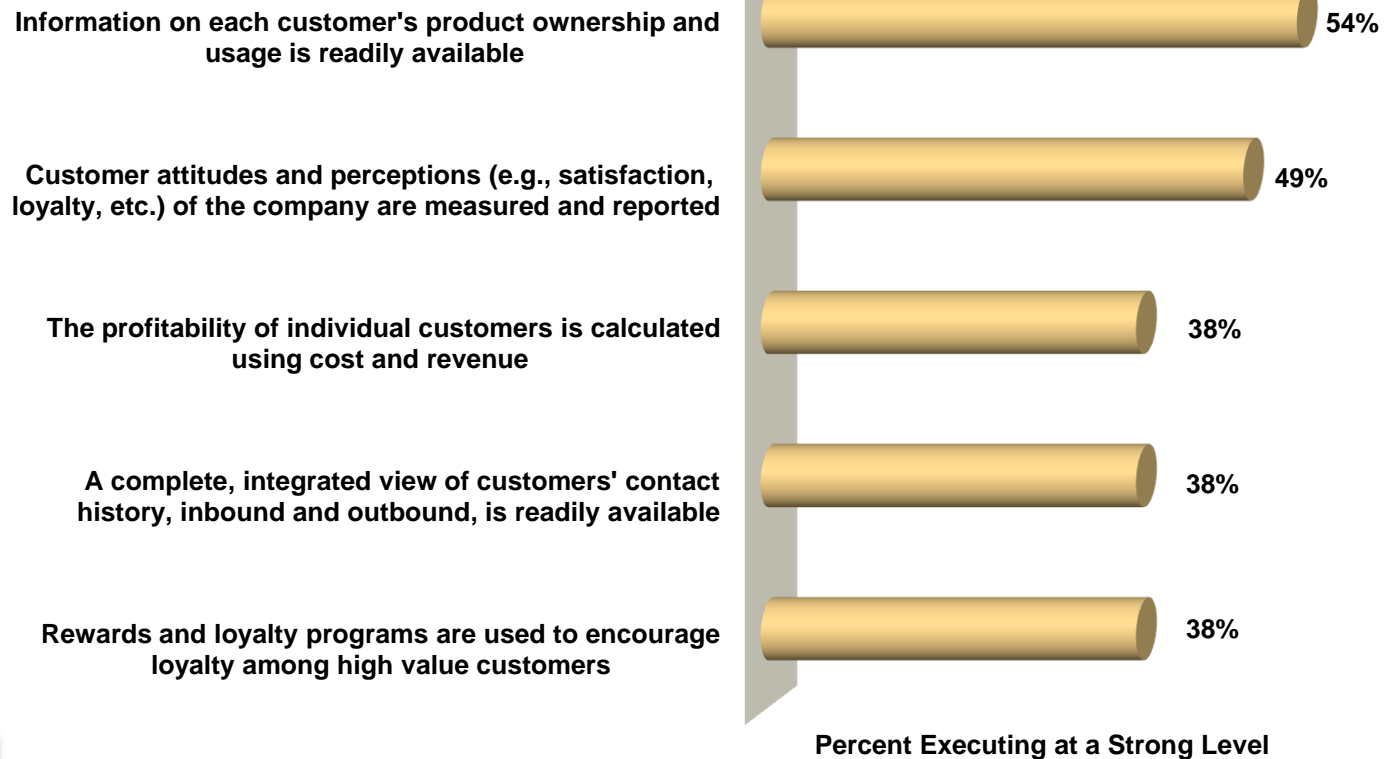 Information on each customer's product ownership and
usage is readily available
54%
Customer attitudes and perceptions (e.g., satisfaction,
loyalty, etc.) of the company are measured and reported
49%
The profitability of individual customers is calculated
using cost and revenue
38%
A complete, integrated view of customers' contact
history, inbound and outbound, is readily available
38%
Rewards and loyalty programs are used to encourage
loyalty among high value customers
38%
Percent Executing at a Strong Level